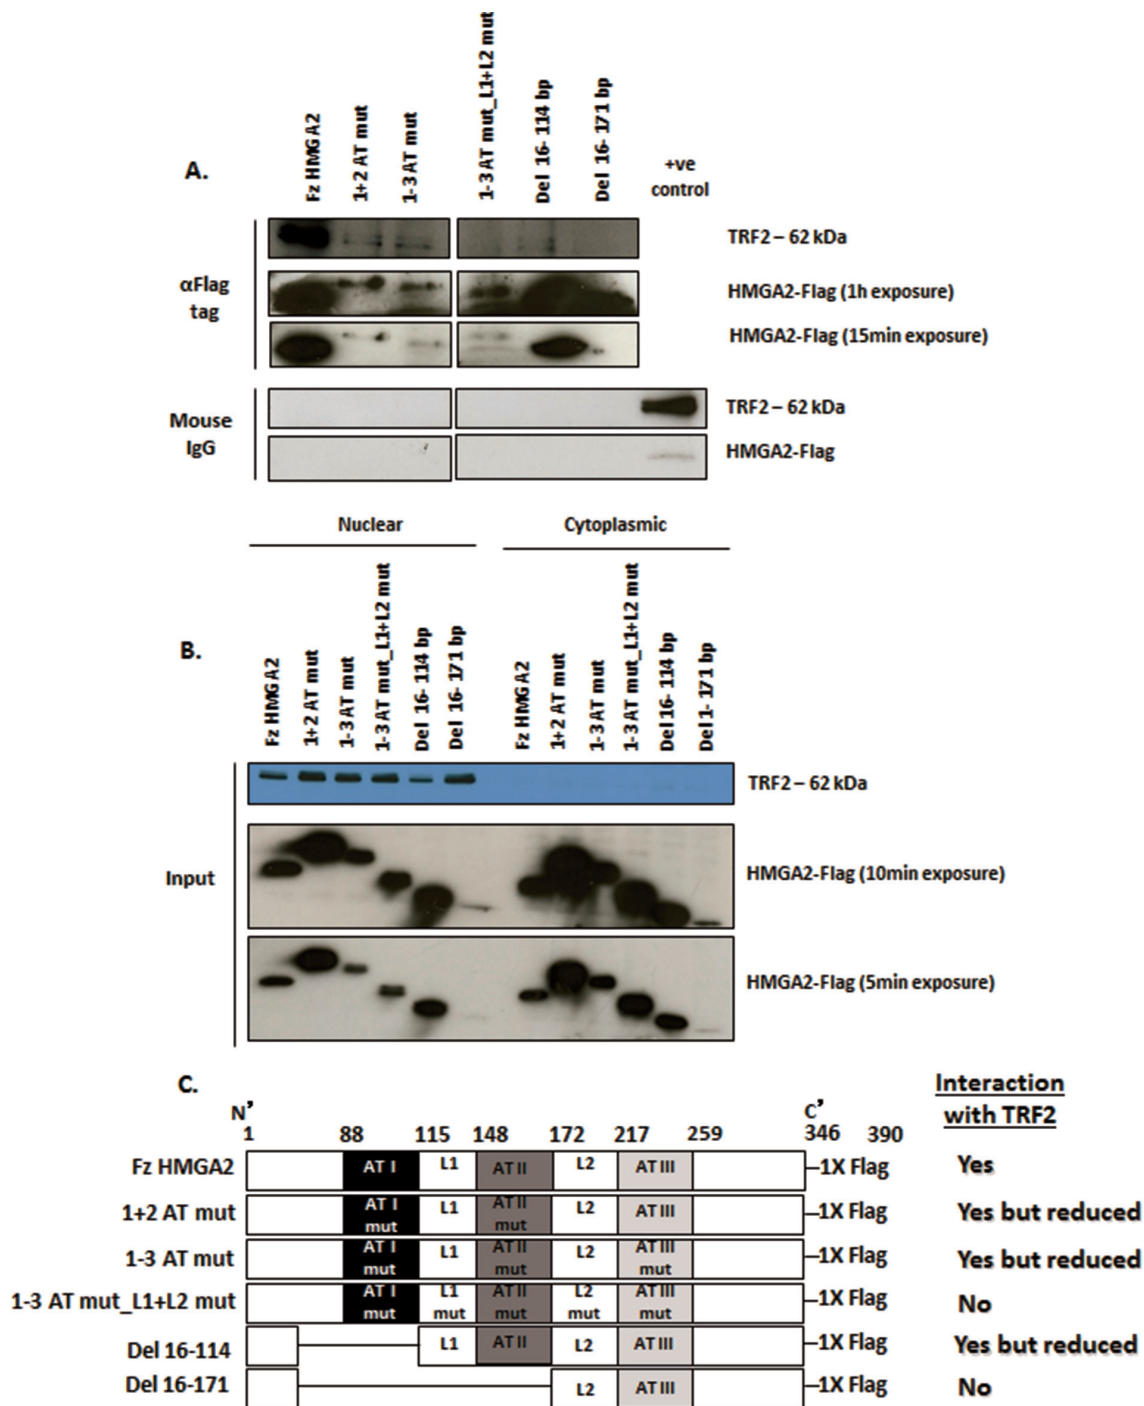 A.
Fz HMGA2
1+2 AT mut
1-3 AT mut
1-3 AT mut_L1+L2 mut
Del 16-114 bp
Del 16-171 bp
+ve
control
αFlag
tag
TRF2 – 62 kDa
HMGA2-Flag (1h exposure)
HMGA2-Flag (15min exposure)
Mouse
IgG
TRF2 – 62 kDa
HMGA2-Flag
Nuclear
Cytoplasmic
B.
Fz HMGA2
1+2 AT mut
1-3 AT mut
1-3 AT mut_L1+L2 mut
Del 16-114 bp
Del 16-171 bp
Fz HMGA2
1+2 AT mut
1-3 AT mut
1-3 AT mut_L1+L2 mut
Del 16-114 bp
Del 1-171 bp
Input
TRF2 – 62 kDa
HMGA2-Flag (10min exposure)
HMGA2-Flag (5min exposure)
C.
Interaction
with TRF2
N'
C'
1 88 115 148 172 217 259 346 390
Fz HMGA2 AT I L1 AT II L2 AT III 1X Flag Yes
1+2 AT mut AT I mut L1 AT II mut L2 AT III 1X Flag Yes but reduced
1-3 AT mut AT I mut L1 AT II mut L2 AT III mut 1X Flag Yes but reduced
1-3 AT mut_L1+L2 mut AT I mut L1 mut AT II mut L2 mut AT III mut 1X Flag No
Del 16-114 L1 AT II L2 AT III 1X Flag Yes but reduced
Del 16-171 L2 AT III 1X Flag No